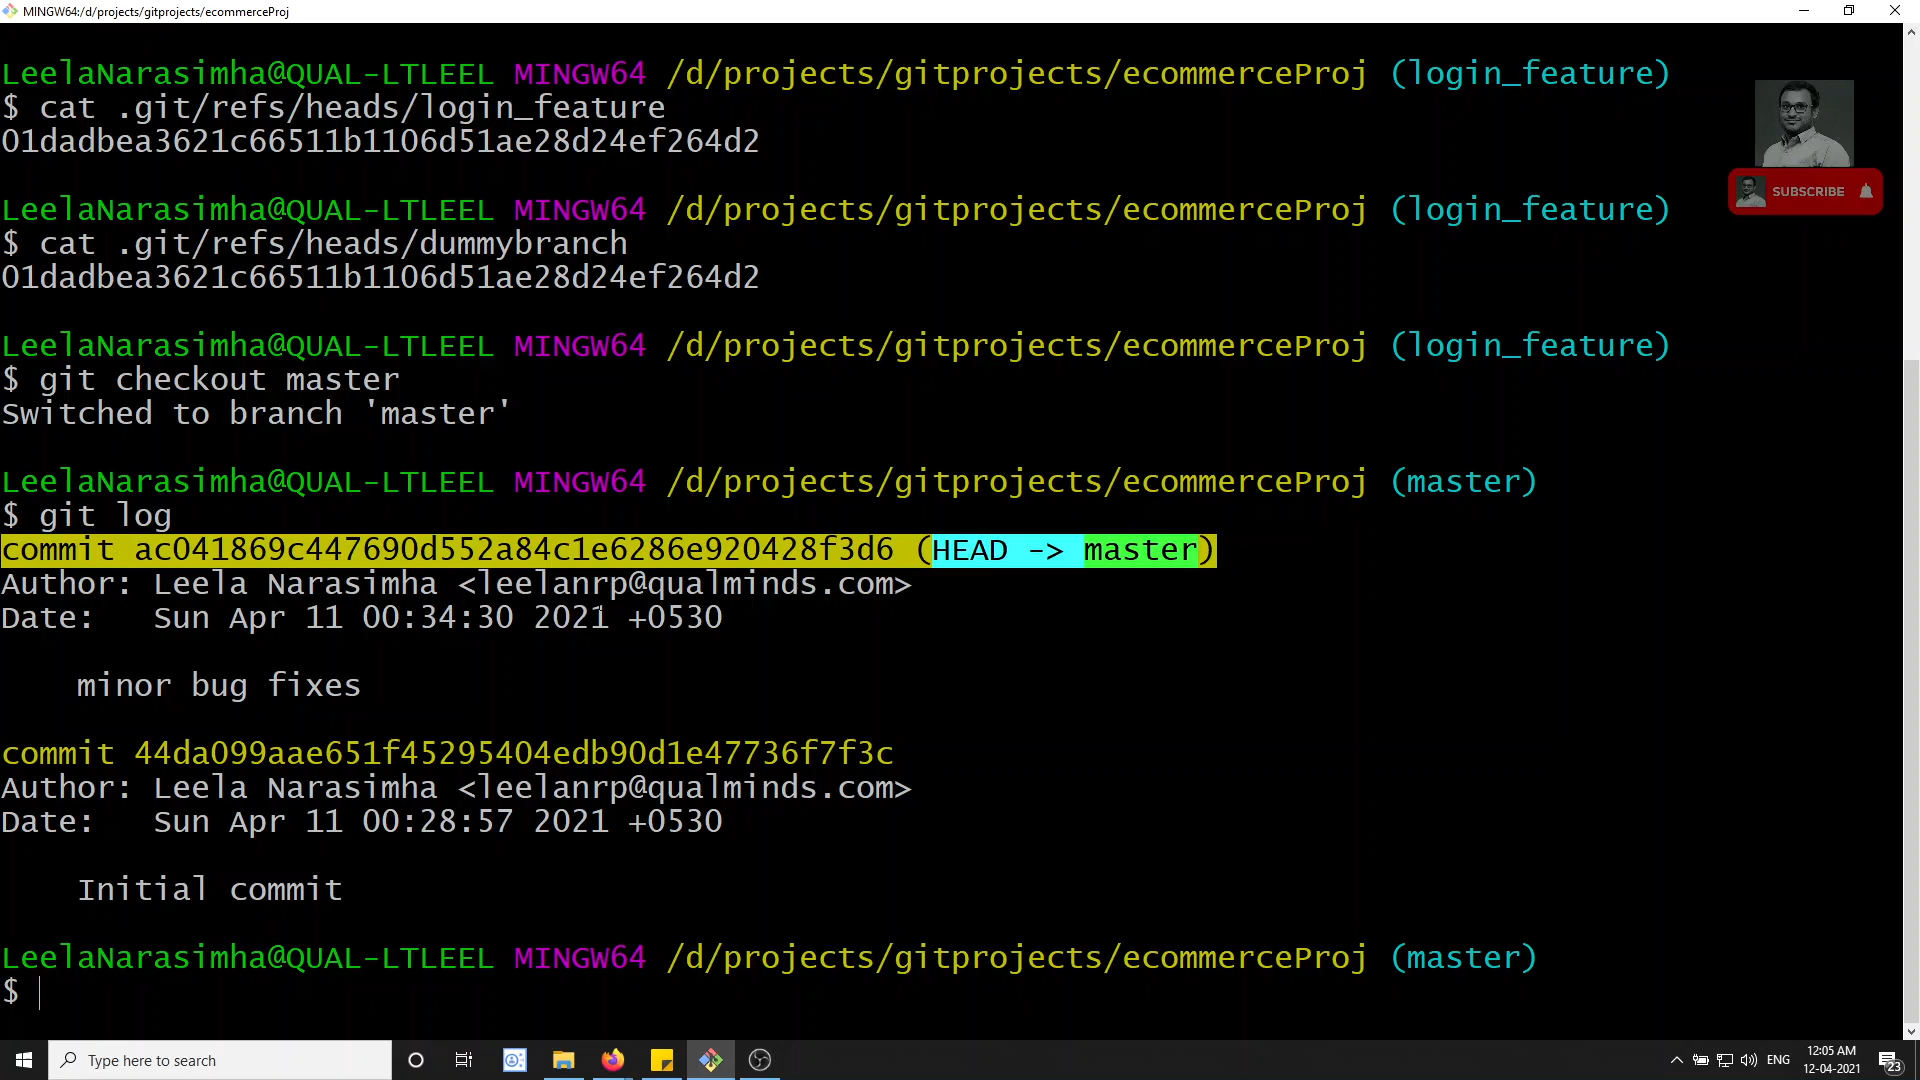 MINGW64:/d/projects/gitprojects/ecommerceProj
LeelaNarasimha@QUAL-LTLEEL MINGW64 /d/projects/gitprojects/ecommerceProj (login_feature)
$ cat .git/refs/heads/login_feature
01dadbea3621c66511b1106d51ae28d24ef264d2
SUBSCRIBE
LeelaNarasimha@QUAL-LTLEEL MINGW64 /d/projects/gitprojects/ecommerceProj (login_feature)
$ cat .git/refs/heads/dummybranch
01dadbea3621c66511b1106d51ae28d24ef264d2
LeelaNarasimha@QUAL-LTLEEL MINGW64 /d/projects/gitprojects/ecommerceProj (login_feature)
$ git checkout master
Switched to branch 'master'
LeelaNarasimha@QUAL-LTLEEL MINGW64 /d/projects/gitprojects/ecommerceProj (master)
$ git log
commit ac041869c447690d552a84c1e6286e920428f3d6 (HEAD -> master)
Author: Leela Narasimha <leelanrp@qualminds.com>
Date:   Sun Apr 11 00:34:30 2021 +0530
minor bug fixes
commit 44da099aae651f45295404edb90d1e47736f7f3c
Author: Leela Narasimha <leelanrp@qualminds.com>
Date:   Sun Apr 11 00:28:57 2021 +0530
Initial commit
LeelaNarasimha@QUAL-LTLEEL MINGW64 /d/projects/gitprojects/ecommerceProj (master)
$
Type here to search
ENG
12:05 AM
12-04-2021
23